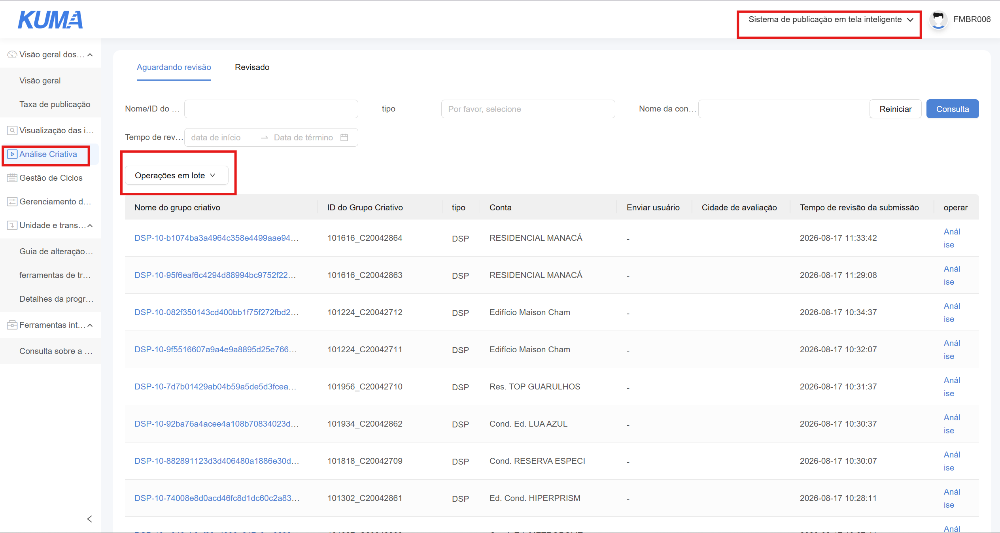 KUMA
Sistema de publicação em tela inteligente
FMBR006
Visão geral dos...
Visão geral
Taxa de publicação
Visualização das i...
Análise Criativa
Gestão de Ciclos
Gerenciamento d...
Unidade e trans...
Guia de alteração...
ferramentas de tr...
Detalhes da progr...
Ferramentas int...
Consulta sobre a ...
Aguardando revisão Revisado
Nome/ID do ... tipo Por favor, selecione Nome da con... Reiniciar Consulta
Tempo de rev... data de início → Data de término
Operações em lote
Nome do grupo criativo ID do Grupo Criativo tipo Conta Enviar usuário Cidade de avaliação Tempo de revisão da submissão operar
DSP-10-b1074ba3a4964c358e4499aae94... 101616_C20042864 DSP RESIDENCIAL MANACÁ - 2026-08-17 11:33:42 Anál
ise
DSP-10-95f6eaf6c4294d88994bc9752f22... 101616_C20042863 DSP RESIDENCIAL MANACÁ - 2026-08-17 11:29:08 Anál
ise
DSP-10-082f350143cd400bb1f75f272fbd2... 101224_C20042712 DSP Edifício Maison Cham - 2026-08-17 10:34:37 Anál
ise
DSP-10-9f5516607a9a4e9a8895d25e766... 101224_C20042711 DSP Edifício Maison Cham - 2026-08-17 10:32:07 Anál
ise
DSP-10-7d7b01429ab04b59a5de5d3fcea... 101956_C20042710 DSP Res. TOP GUARULHOS - 2026-08-17 10:31:37 Anál
ise
DSP-10-92ba76a4acee4a108b70834023d... 101934_C20042862 DSP Cond. Ed. LUA AZUL - 2026-08-17 10:30:37 Anál
ise
DSP-10-882891123d3d406480a1886e30d... 101818_C20042709 DSP Cond. RESERVA ESPECI - 2026-08-17 10:30:07 Anál
ise
DSP-10-74008e8d0acd46fc8d1dc60c2a83... 101302_C20042861 DSP Ed. Cond. HIPERPRISM - 2026-08-17 10:28:11 Anál
ise
Anál